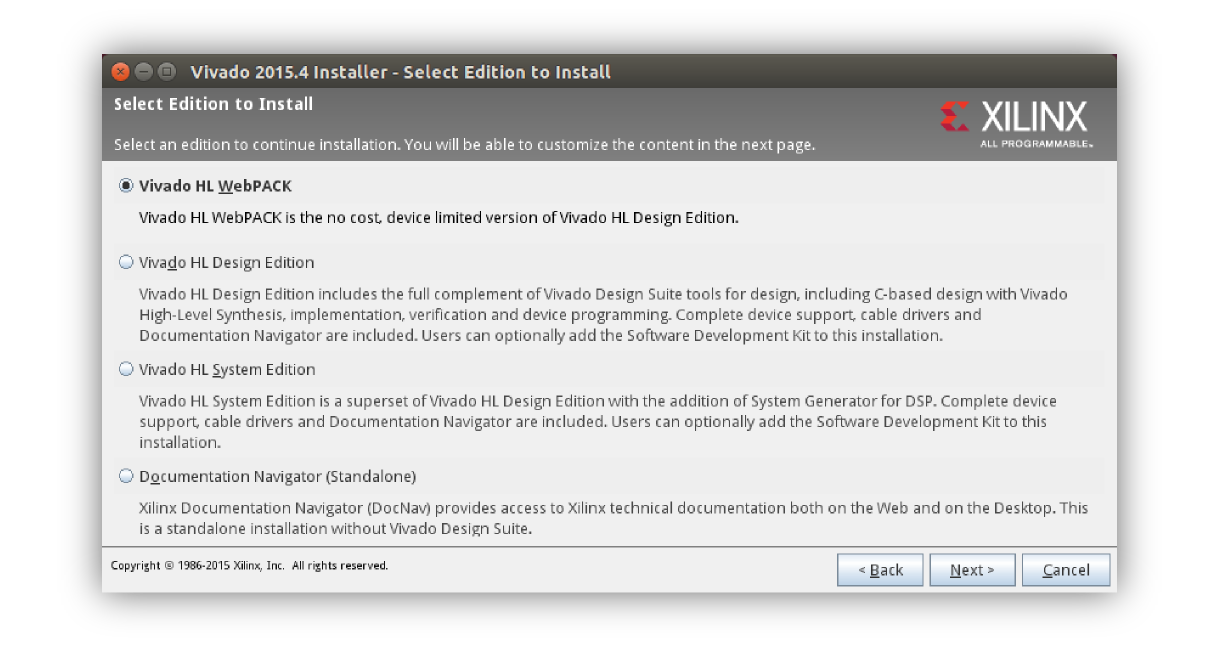 Vivado 2015.4 Installer - Select Edition to Install
Select Edition to Install
XILINX
ALL PROGRAMMABLE.
Select an edition to continue installation. You will be able to customize the content in the next page.
Vivado HL WebPACK
Vivado HL WebPACK is the no cost, device limited version of Vivado HL Design Edition.
Vivado HL Design Edition
Vivado HL Design Edition includes the full complement of Vivado Design Suite tools for design, including C-based design with Vivado
High-Level Synthesis, implementation, verification and device programming. Complete device support, cable drivers and
Documentation Navigator are included. Users can optionally add the Software Development Kit to this installation.
Vivado HL System Edition
Vivado HL System Edition is a superset of Vivado HL Design Edition with the addition of System Generator for DSP. Complete device
support, cable drivers and Documentation Navigator are included. Users can optionally add the Software Development Kit to this
installation.
Documentation Navigator (Standalone)
Xilinx Documentation Navigator (DocNav) provides access to Xilinx technical documentation both on the Web and on the Desktop. This
is a standalone installation without Vivado Design Suite.
Copyright © 1986-2015 Xilinx, Inc. All rights reserved.
< Back
Next >
Cancel